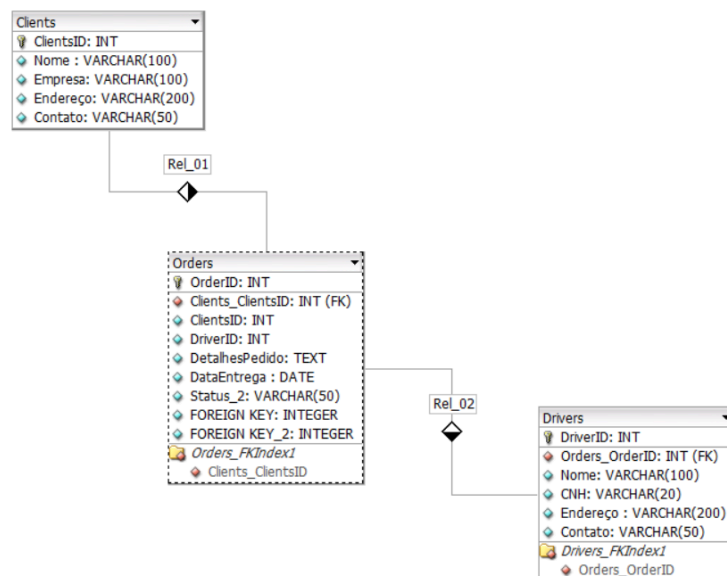 Clients
ClientsID: INT
Nome : VARCHAR(100)
Empresa: VARCHAR(100)
Endereço: VARCHAR(200)
Contato: VARCHAR(50)
Rel_01
Orders
OrderID: INT
Clients_ClientsID: INT (FK)
ClientsID: INT
DriverID: INT
DetalhesPedido: TEXT
DataEntrega : DATE
Status_2: VARCHAR(50)
FOREIGN KEY: INTEGER
FOREIGN KEY_2: INTEGER
Orders_FKIndex1
Clients_ClientsID
Rel_02
Drivers
DriverID: INT
Orders_OrderID: INT (FK)
Nome: VARCHAR(100)
CNH: VARCHAR(20)
Endereço : VARCHAR(200)
Contato: VARCHAR(50)
Drivers_FKIndex1
Orders_OrderID